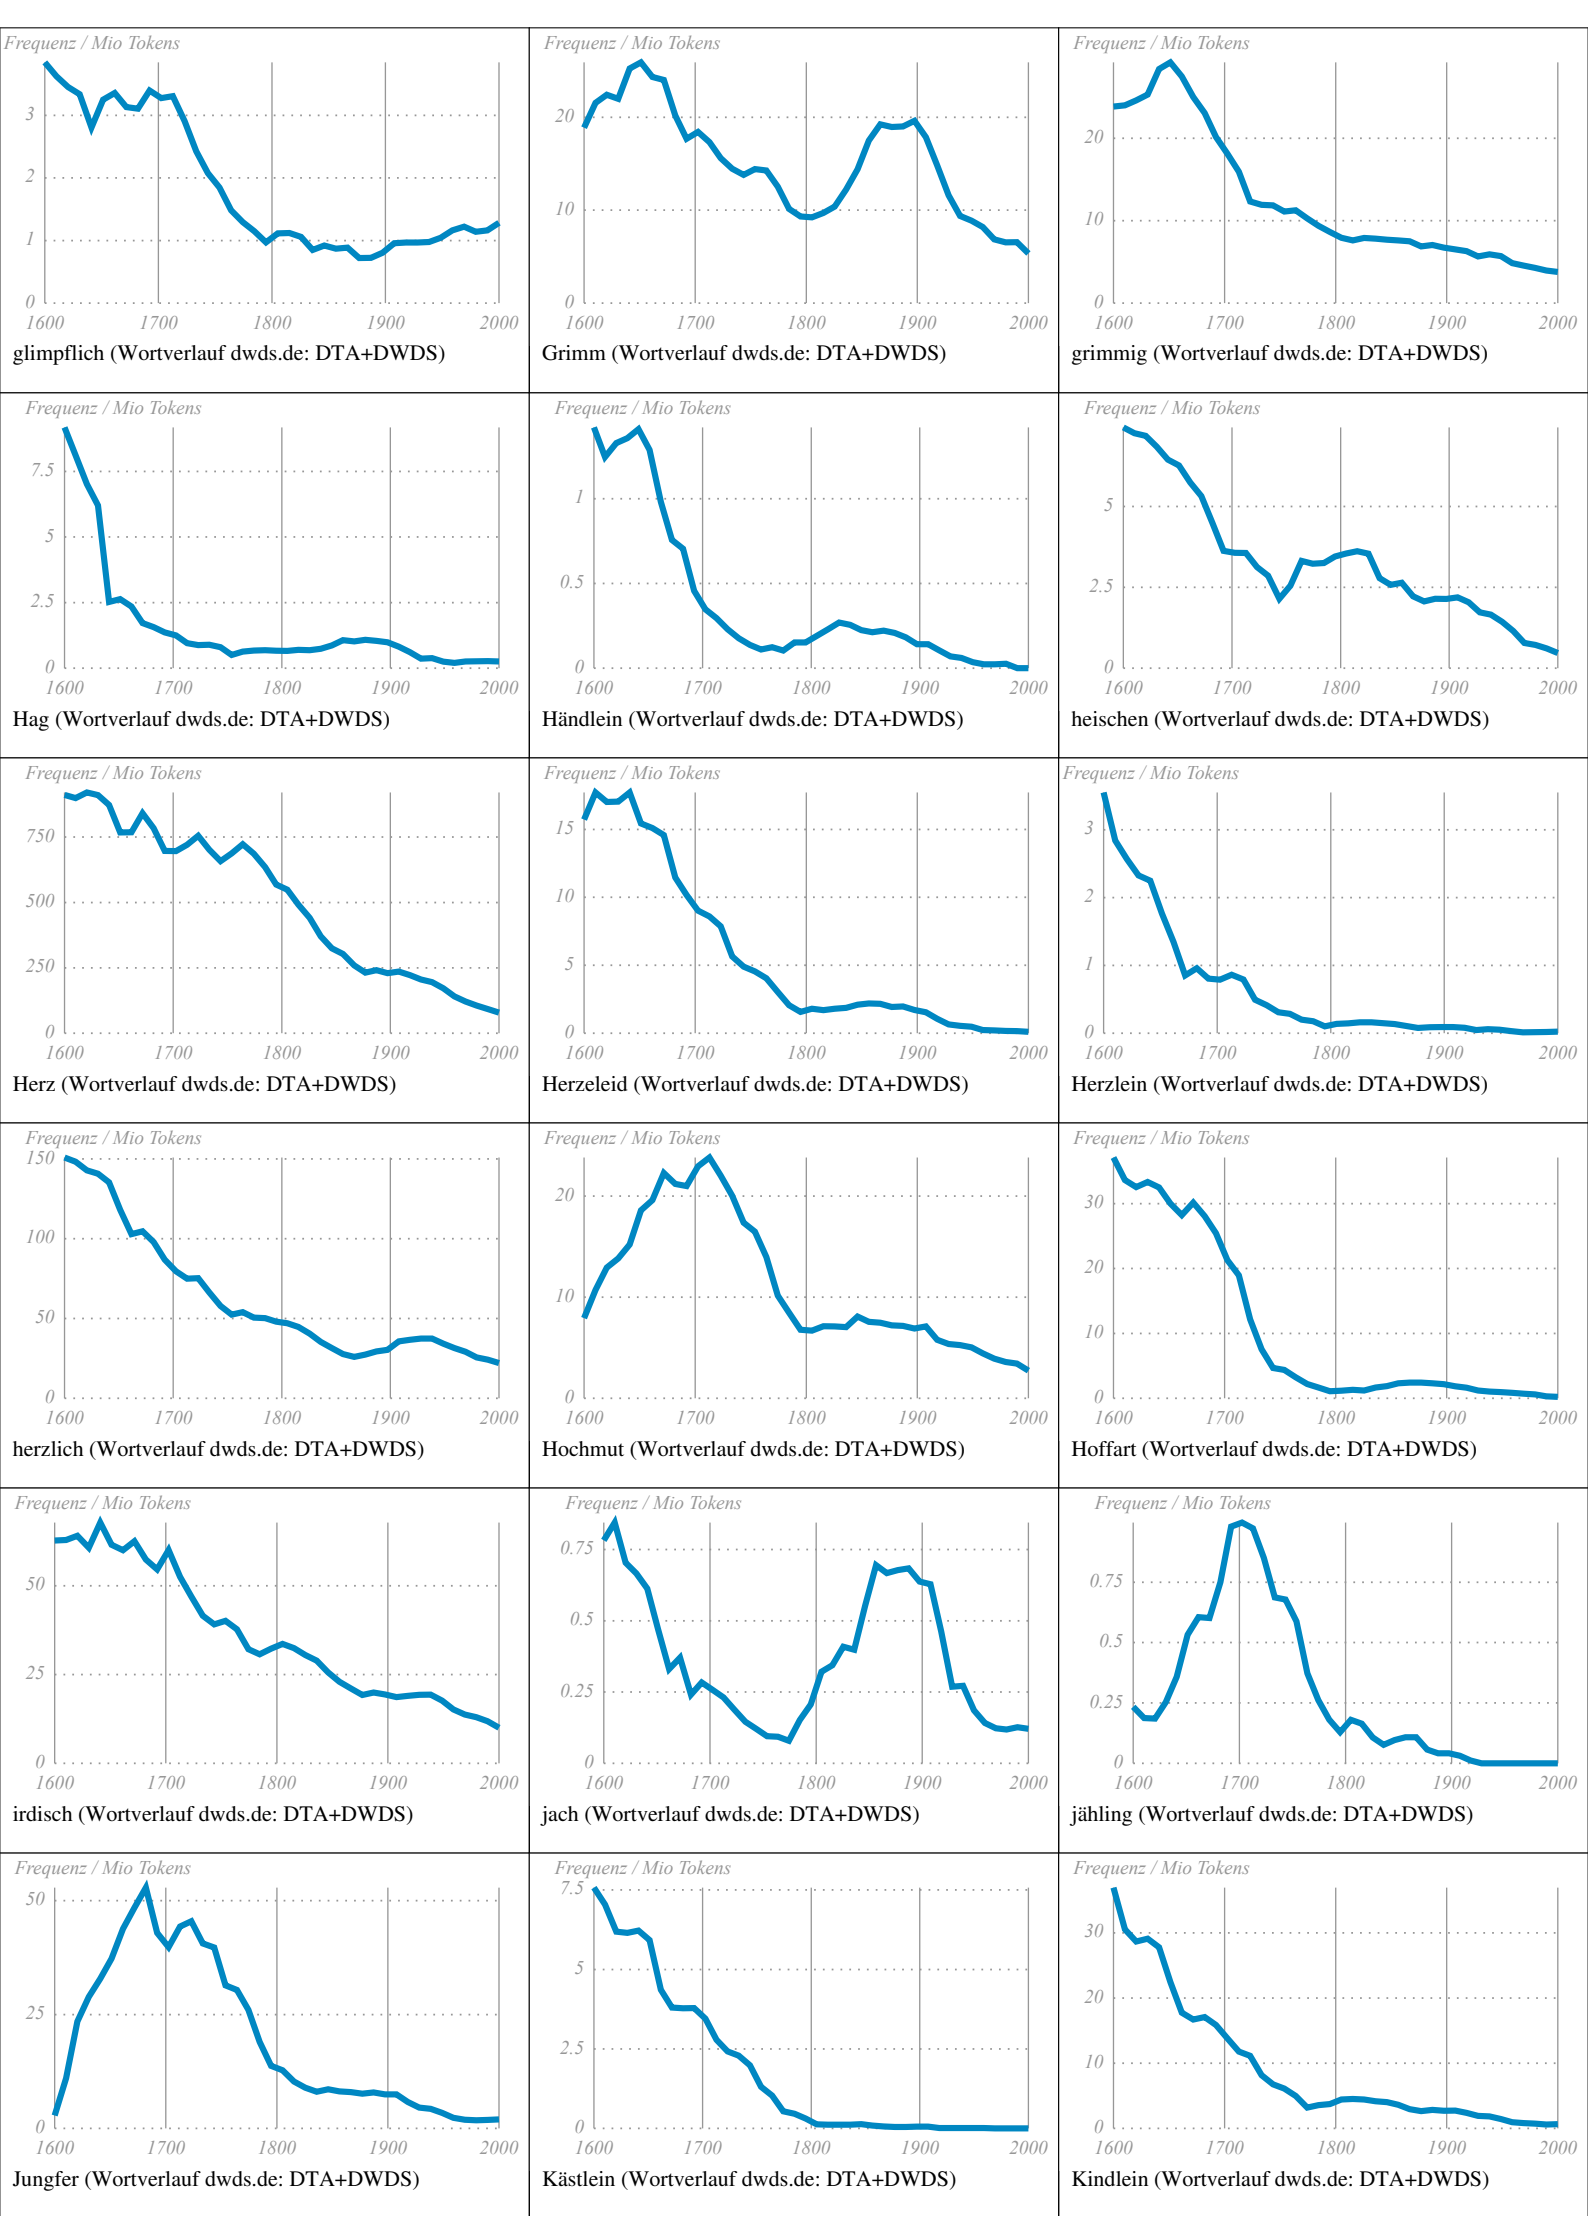 Frequenz / Mio Tokens
3
2
1
0
1600 1700 1800 1900 2000
glimpflich (Wortverlauf dwds.de: DTA+DWDS)
Frequenz / Mio Tokens
20
10
0
1600 1700 1800 1900 2000
Grimm (Wortverlauf dwds.de: DTA+DWDS)
Frequenz / Mio Tokens
20
10
0
1600 1700 1800 1900 2000
grimmig (Wortverlauf dwds.de: DTA+DWDS)
Frequenz / Mio Tokens
7.5
5
2.5
0
1600 1700 1800 1900 2000
Hag (Wortverlauf dwds.de: DTA+DWDS)
Frequenz / Mio Tokens
1
0.5
0
1600 1700 1800 1900 2000
Händlein (Wortverlauf dwds.de: DTA+DWDS)
Frequenz / Mio Tokens
5
2.5
0
1600 1700 1800 1900 2000
heischen (Wortverlauf dwds.de: DTA+DWDS)
Frequenz / Mio Tokens
750
500
250
0
1600 1700 1800 1900 2000
Herz (Wortverlauf dwds.de: DTA+DWDS)
Frequenz / Mio Tokens
15
10
5
0
1600 1700 1800 1900 2000
Herzeleid (Wortverlauf dwds.de: DTA+DWDS)
Frequenz / Mio Tokens
3
2
1
0
1600 1700 1800 1900 2000
Herzlein (Wortverlauf dwds.de: DTA+DWDS)
Frequenz / Mio Tokens
150
100
50
0
1600 1700 1800 1900 2000
herzlich (Wortverlauf dwds.de: DTA+DWDS)
Frequenz / Mio Tokens
20
10
0
1600 1700 1800 1900 2000
Hochmut (Wortverlauf dwds.de: DTA+DWDS)
Frequenz / Mio Tokens
30
20
10
0
1600 1700 1800 1900 2000
Hoffart (Wortverlauf dwds.de: DTA+DWDS)
Frequenz / Mio Tokens
50
25
0
1600 1700 1800 1900 2000
irdisch (Wortverlauf dwds.de: DTA+DWDS)
Frequenz / Mio Tokens
0.75
0.5
0.25
0
1600 1700 1800 1900 2000
jach (Wortverlauf dwds.de: DTA+DWDS)
Frequenz / Mio Tokens
0.75
0.5
0.25
0
1600 1700 1800 1900 2000
jähling (Wortverlauf dwds.de: DTA+DWDS)
Frequenz / Mio Tokens
50
25
0
1600 1700 1800 1900 2000
Jungfer (Wortverlauf dwds.de: DTA+DWDS)
Frequenz / Mio Tokens
7.5
5
2.5
0
1600 1700 1800 1900 2000
Kästlein (Wortverlauf dwds.de: DTA+DWDS)
Frequenz / Mio Tokens
30
20
10
0
1600 1700 1800 1900 2000
Kindlein (Wortverlauf dwds.de: DTA+DWDS)